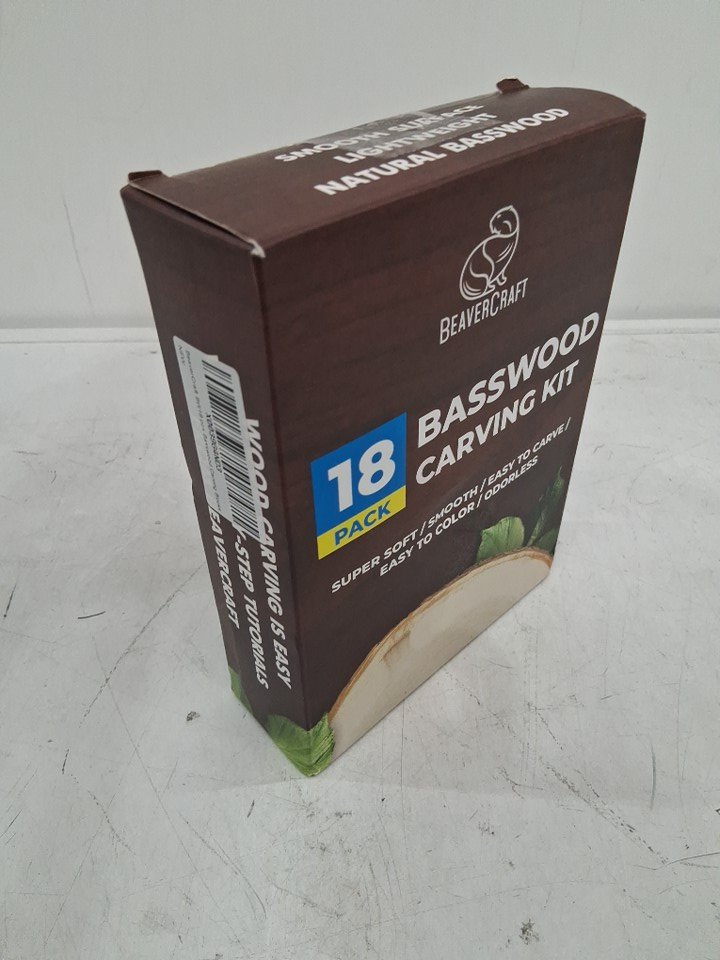 SMOOTH SURFACE
LIGHTWEIGHT
NATURAL BASSWOOD
BEAVERCRAFT
BASSWOOD
CARVING KIT
18
PACK
SUPER SOFT / SMOOTH / EASY TO CARVE /
EASY TO COLOR / ODORLESS
WOOD CARVING IS EASY
STEP TUTORIALS
EAVERCRAFT